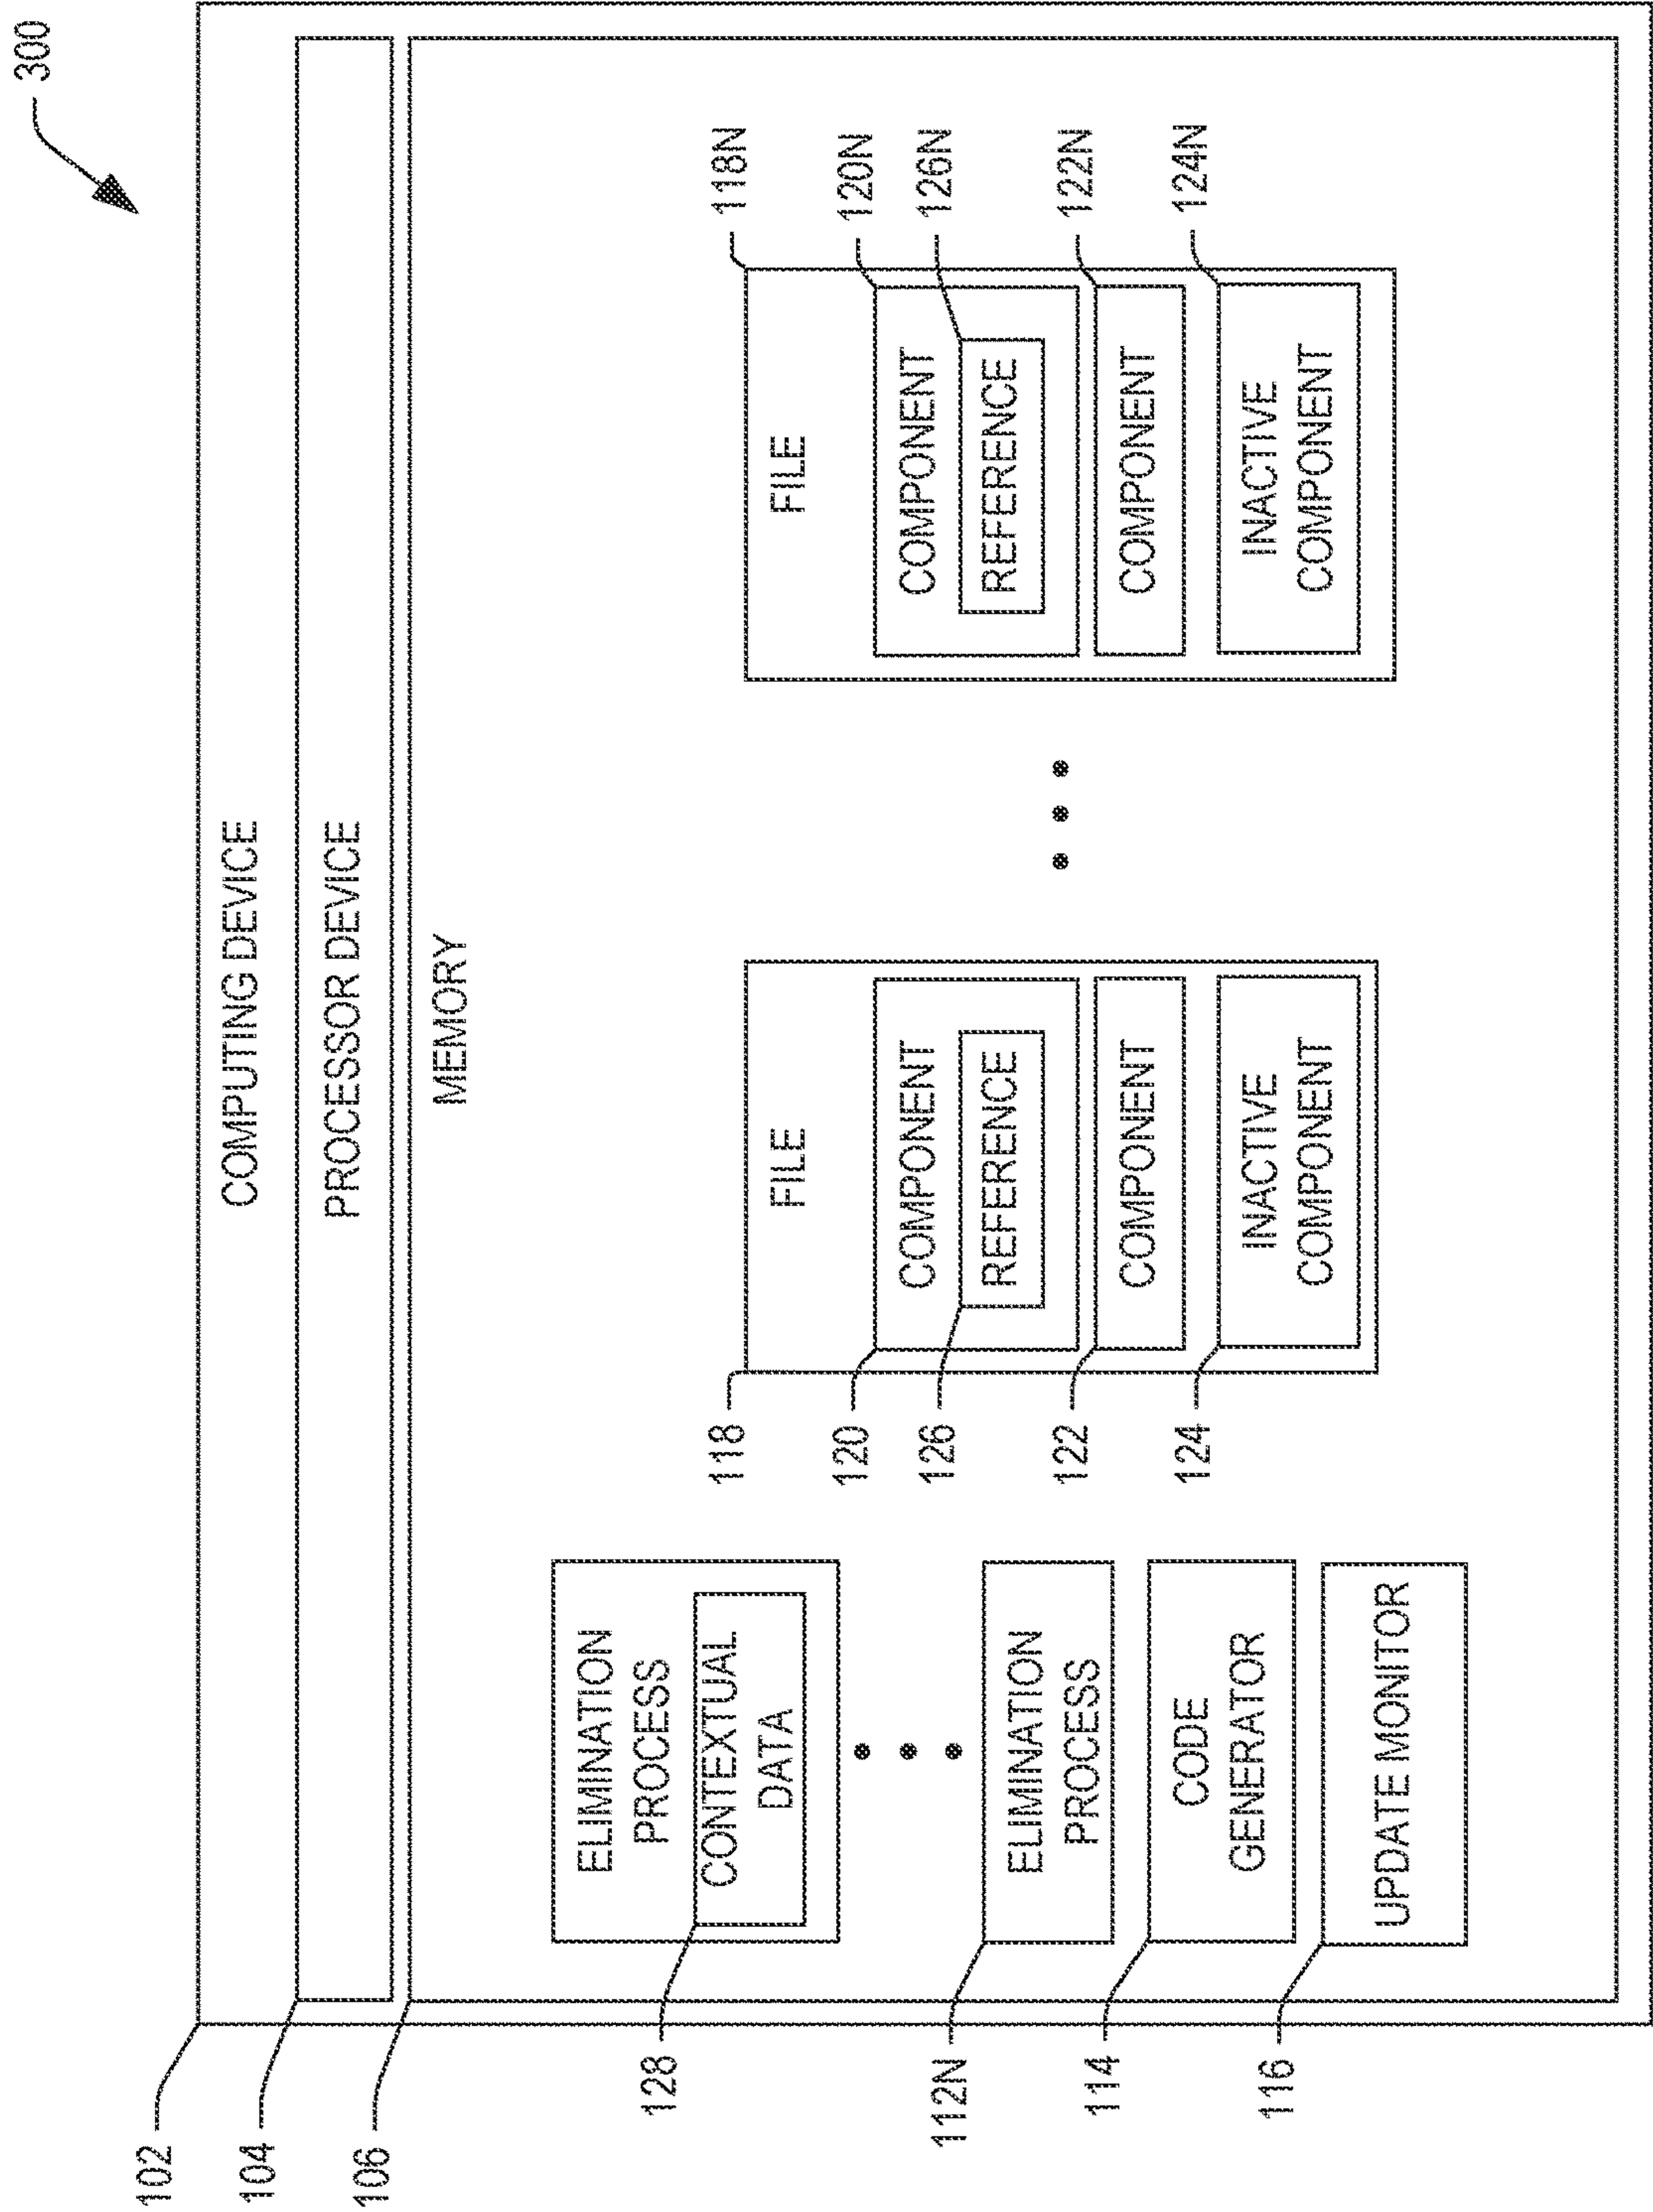 300
COMPUTING DEVICE
PROCESSOR DEVICE
MEMORY
102
104
106
ELIMINATION
PROCESS
CONTEXTUAL
DATA
128
ELIMINATION
PROCESS
112N
CODE
GENERATOR
114
UPDATE MONITOR
116
118
FILE
120
COMPONENT
126
REFERENCE
122
COMPONENT
124
INACTIVE
COMPONENT
118N
FILE
120N
COMPONENT
126N
REFERENCE
122N
COMPONENT
124N
INACTIVE
COMPONENT